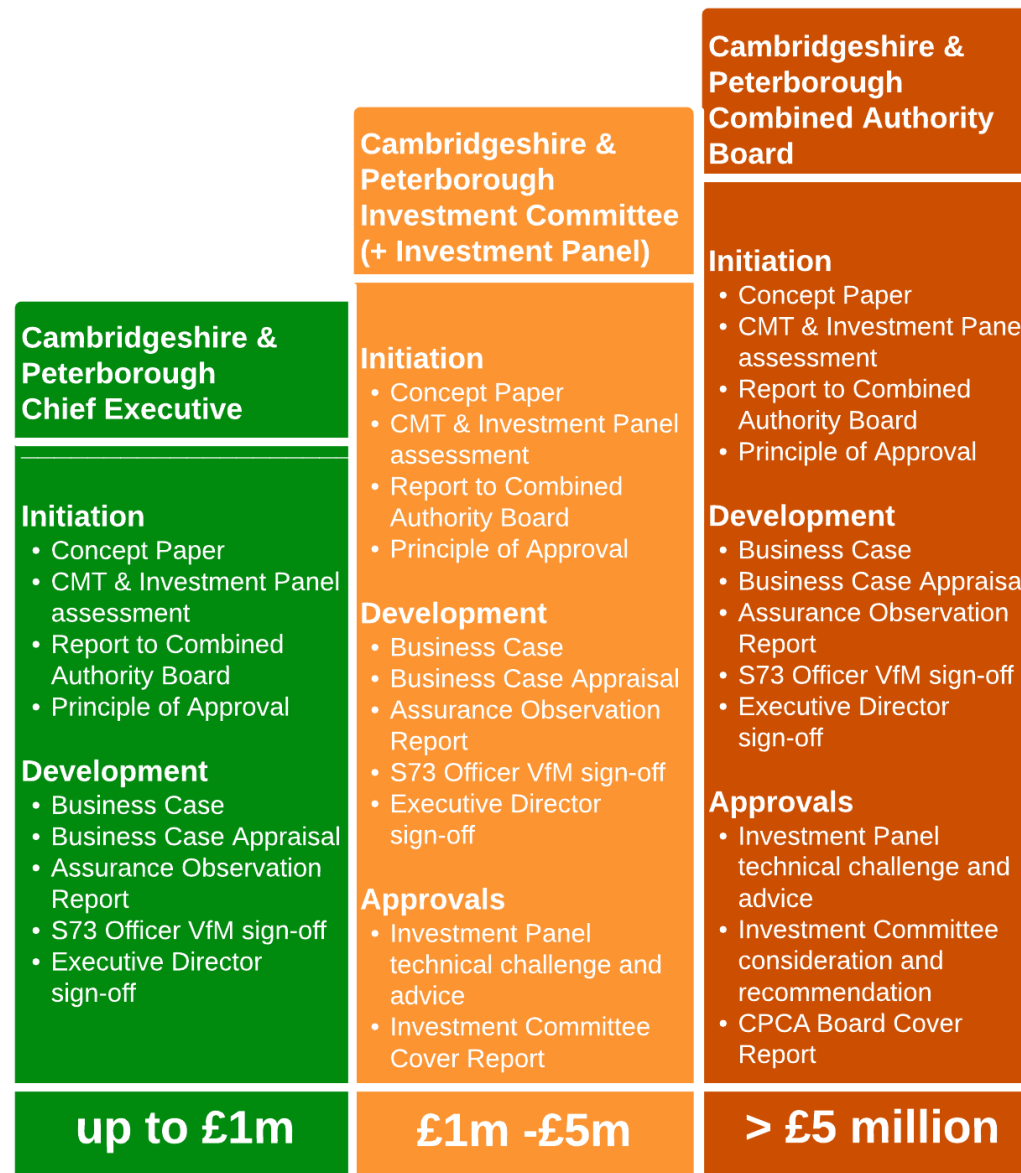 Cambridgeshire &
Peterborough
Chief Executive
Initiation
• Concept Paper
• CMT & Investment Panel
assessment
• Report to Combined
Authority Board
• Principle of Approval
Development
• Business Case
• Business Case Appraisal
• Assurance Observation
Report
• S73 Officer VfM sign-off
• Executive Director
sign-off
up to £1m
Cambridgeshire &
Peterborough
Investment Committee
(+ Investment Panel)
Initiation
• Concept Paper
• CMT & Investment Panel
assessment
• Report to Combined
Authority Board
• Principle of Approval
Development
• Business Case
• Business Case Appraisal
• Assurance Observation
Report
• S73 Officer VfM sign-off
• Executive Director
sign-off
Approvals
• Investment Panel
technical challenge and
advice
• Investment Committee
Cover Report
£1m -£5m
Cambridgeshire &
Peterborough
Combined Authority
Board
Initiation
• Concept Paper
• CMT & Investment Pane
assessment
• Report to Combined
Authority Board
• Principle of Approval
Development
• Business Case
• Business Case Appraisa
• Assurance Observation
Report
• S73 Officer VfM sign-off
• Executive Director
sign-off
Approvals
• Investment Panel
technical challenge and
advice
• Investment Committee
consideration and
recommendation
• CPCA Board Cover
Report
> £5 million